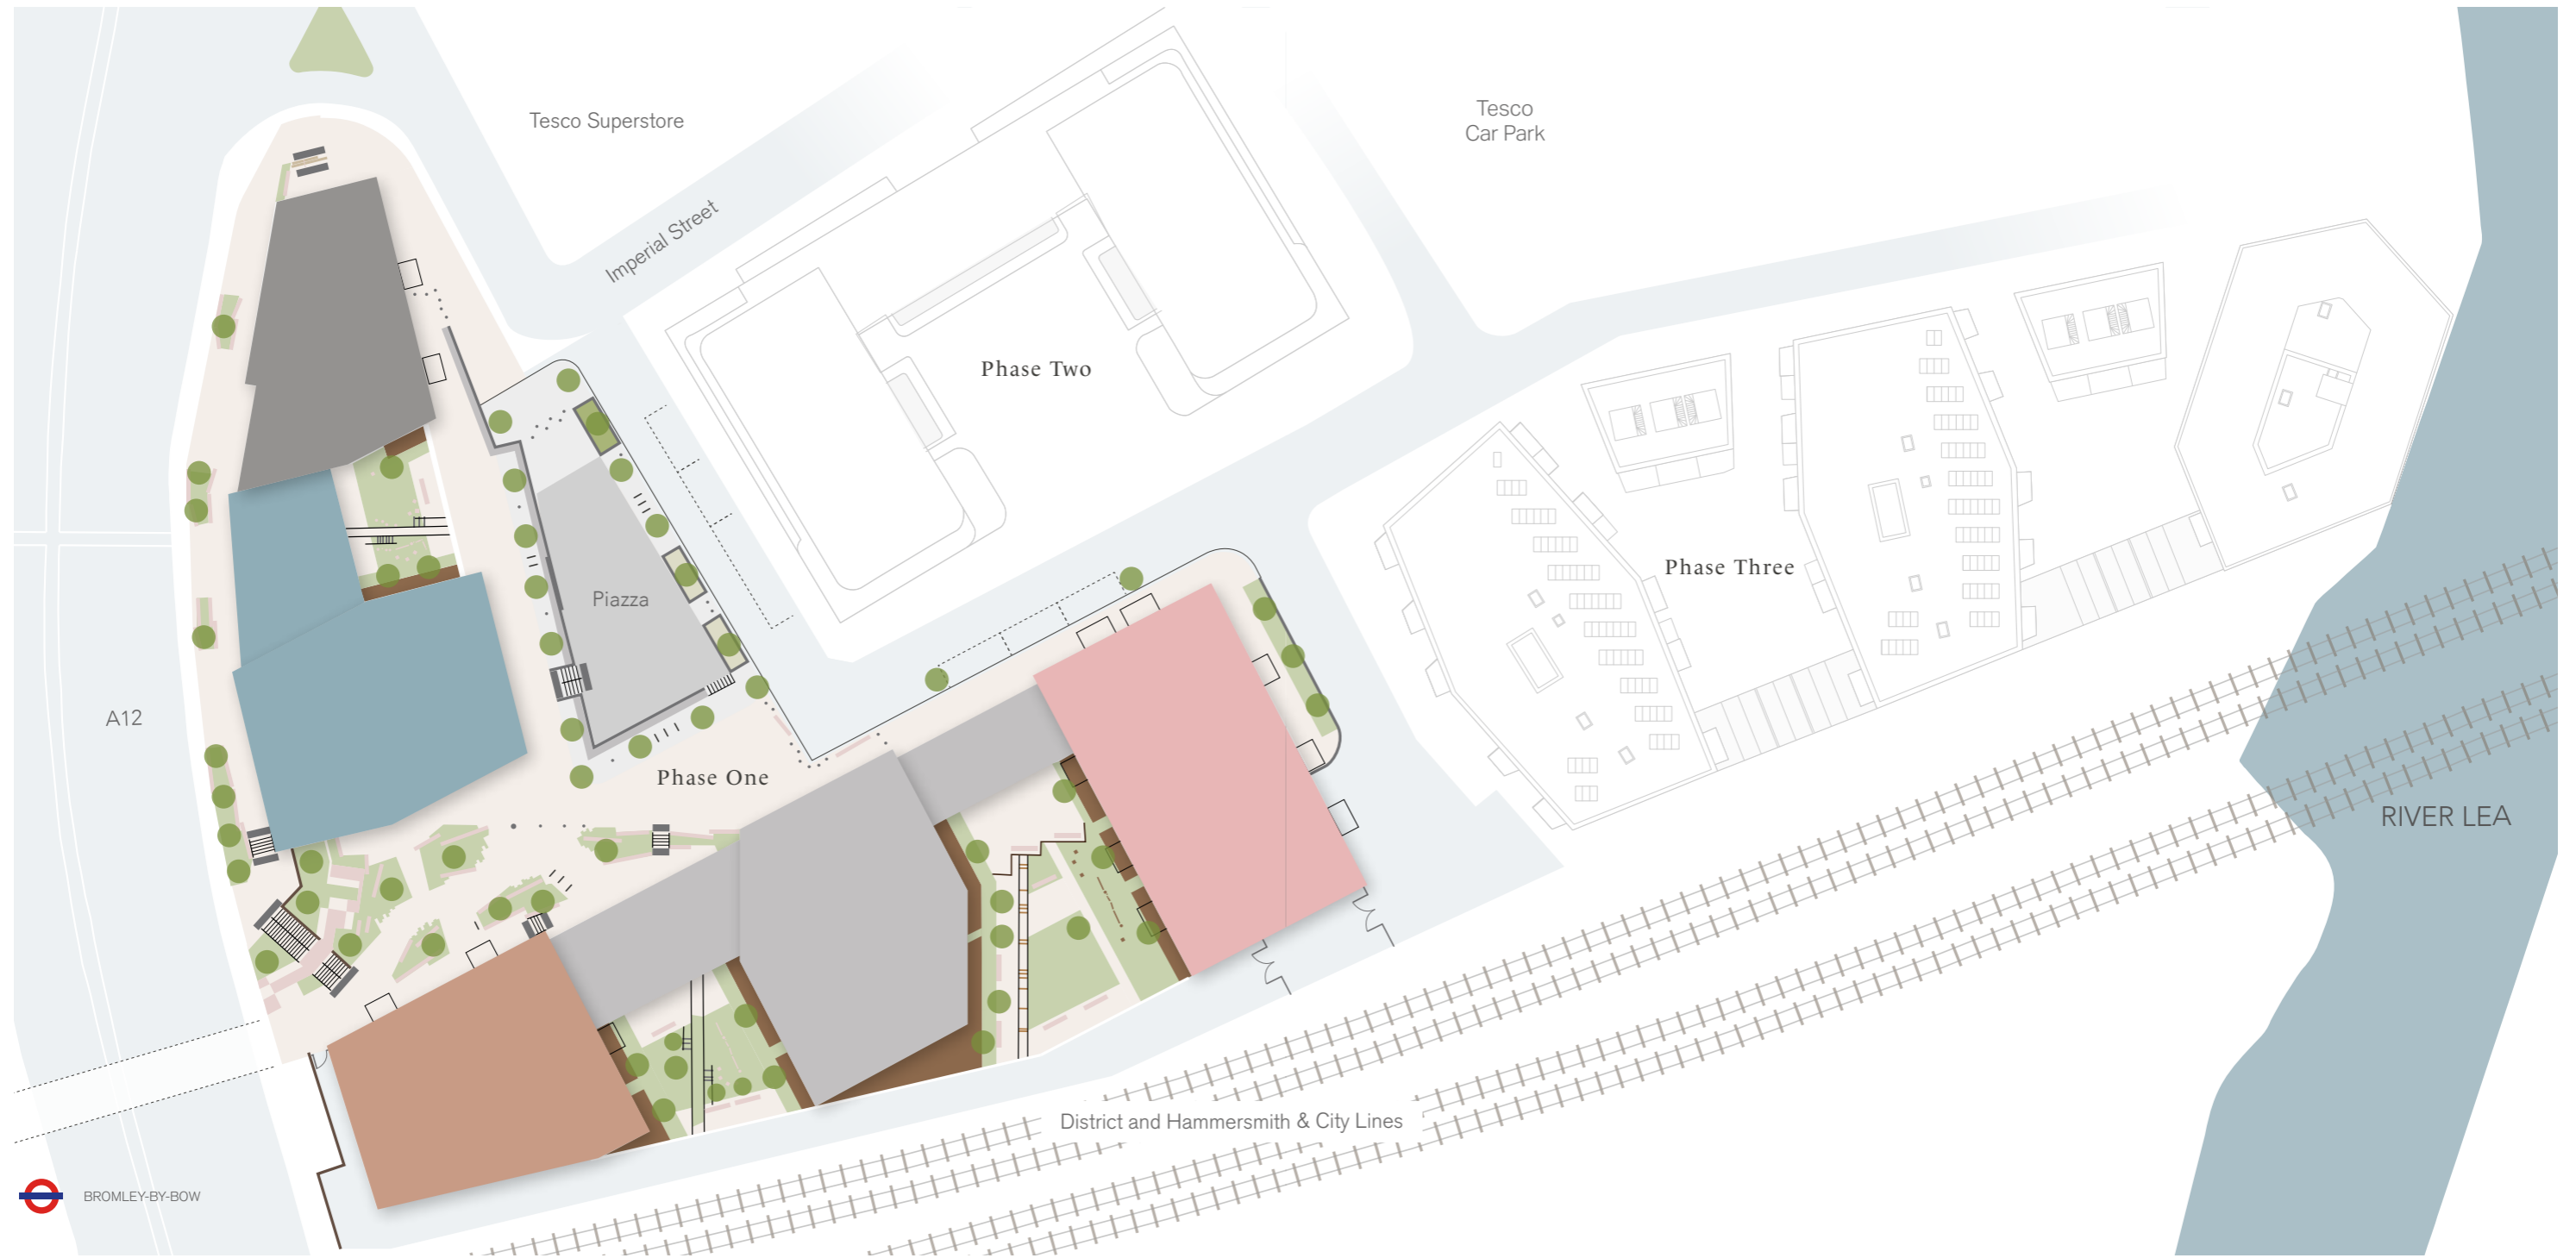 Tesco Superstore
Tesco
Car Park
Imperial Street
Phase Two
Phase Three
Piazza
A12
Phase One
RIVER LEA
District and Hammersmith & City Lines
BROMLEY-BY-BOW